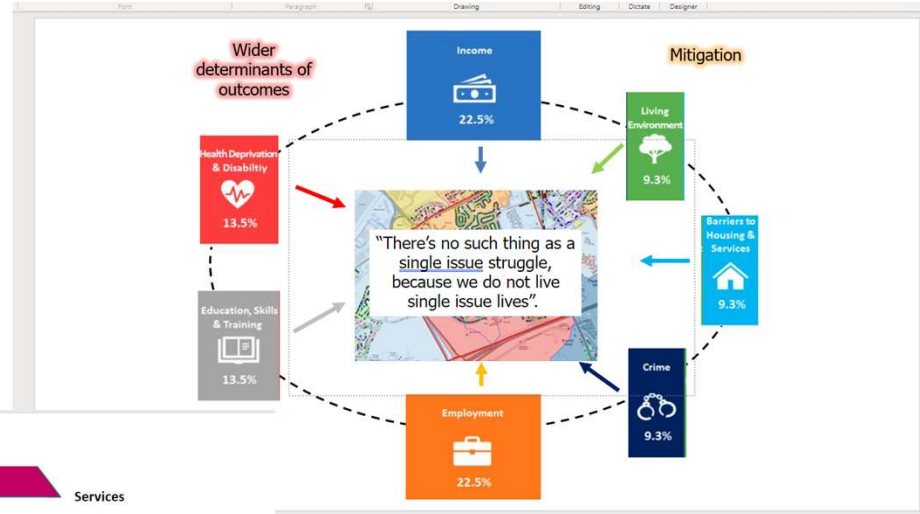 Font
Paragraph
Drawing
Editing
Dictate
Designer
Wider
determinants of
outcomes
Income
22.5%
Mitigation
Living
Environment
9.3%
Health Deprivation
& Disabiltiy
13.5%
Barriers to
Housing &
Services
9.3%
"There's no such thing as a
single issue struggle,
because we do not live
single issue lives".
Education, Skills
& Training
13.5%
Crime
9.3%
Employment
22.5%
Services